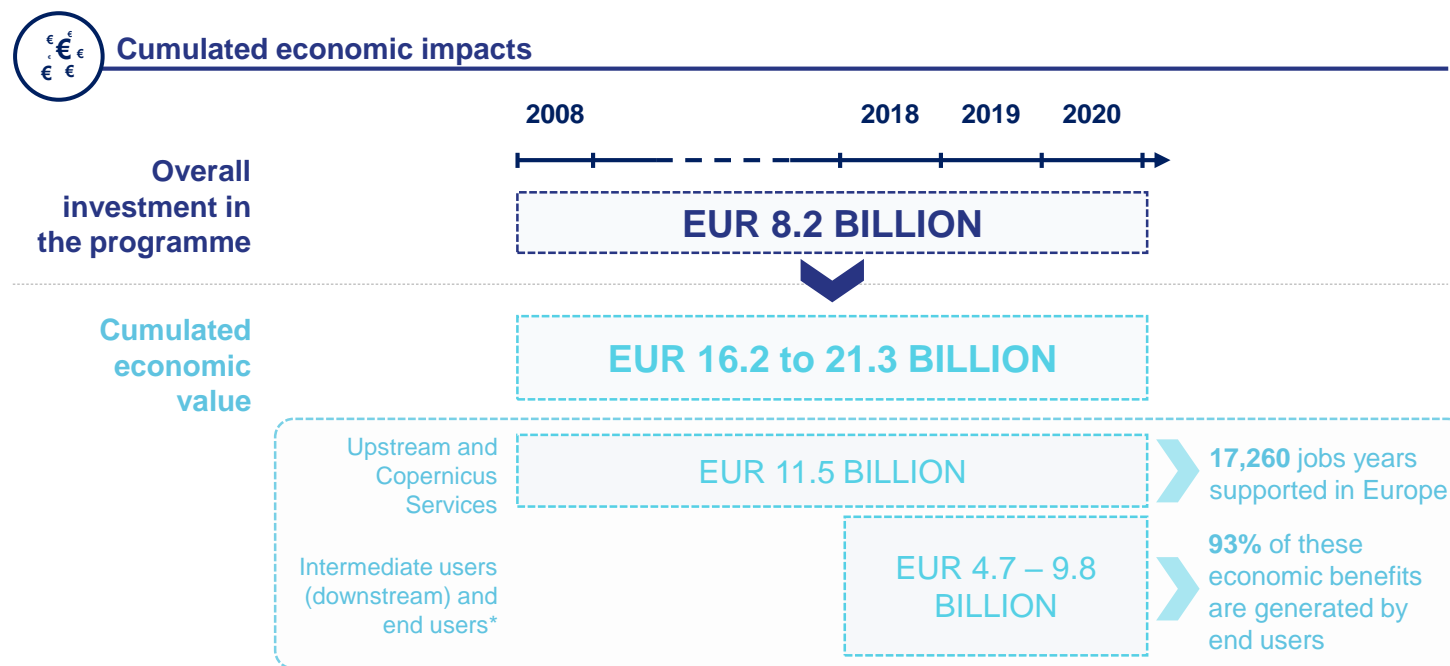 Cumulated economic impacts
2008 2018 2019 2020
Overall
investment in
the programme
EUR 8.2 BILLION
Cumulated
economic
value
EUR 16.2 to 21.3 BILLION
Upstream and
Copernicus
Services
EUR 11.5 BILLION
17,260 jobs years
supported in Europe
Intermediate users
(downstream) and
end users*
EUR 4.7 – 9.8
BILLION
93% of these
economic benefits
are generated by
end users